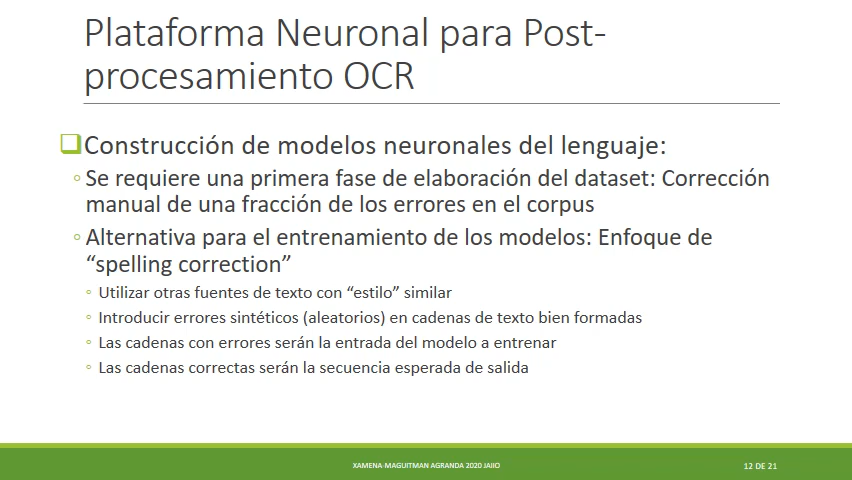 Plataforma Neuronal para Post-
procesamiento OCR
Construcción de modelos neuronales del lenguaje:
Se requiere una primera fase de elaboración del dataset: Corrección
manual de una fracción de los errores en el corpus
Alternativa para el entrenamiento de los modelos: Enfoque de
“spelling correction”
Utilizar otras fuentes de texto con “estilo” similar
Introducir errores sintéticos (aleatorios) en cadenas de texto bien formadas
Las cadenas con errores serán la entrada del modelo a entrenar
Las cadenas correctas serán la secuencia esperada de salida
XAMENA-MAGUITMAN AGRANDA 2020 JAIIO
12 DE 21